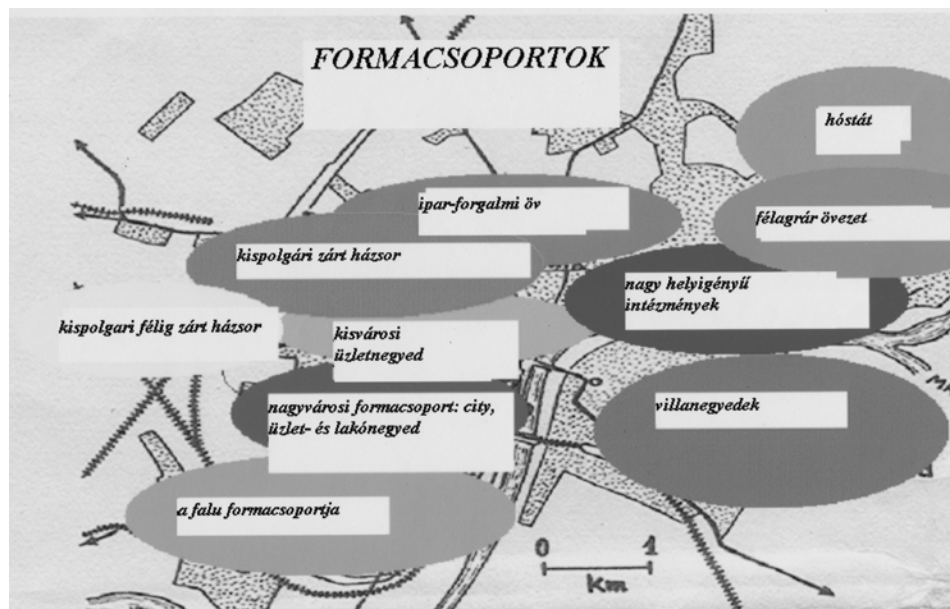 FORMACSOPORTOK
hóstát
ipar-forgalmi öv
félagrár övezet
kispolgári zárt házsor
nagy helyigényű
intézmények
kispolgari félig zárt házsor
kisvárosi
üzletnegyed
nagyvárosi formacsoport: city,
üzlet- és lakónegyed
villanegyedek
a falu formacsoportja
0 1
Km